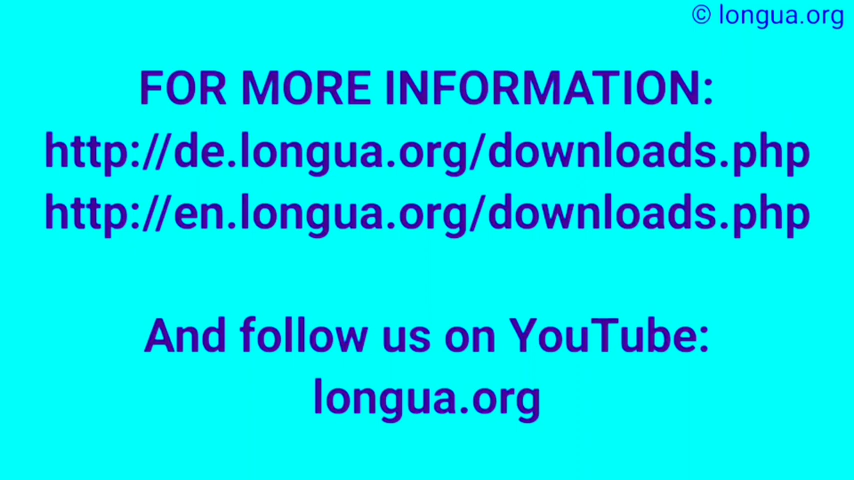 © longua.org
FOR MORE INFORMATION:
http://de.longua.org/downloads.php
http://en.longua.org/downloads.php
And follow us on YouTube:
longua.org